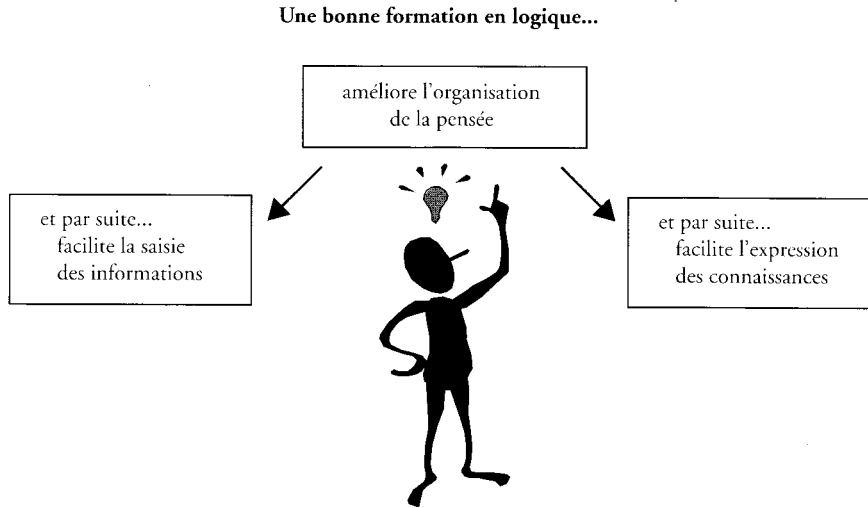 Une bonne formation en logique...
améliore l'organisation
de la pensée
et par suite...
facilite la saisie
des informations
et par suite...
facilite l'expression
des connaissances